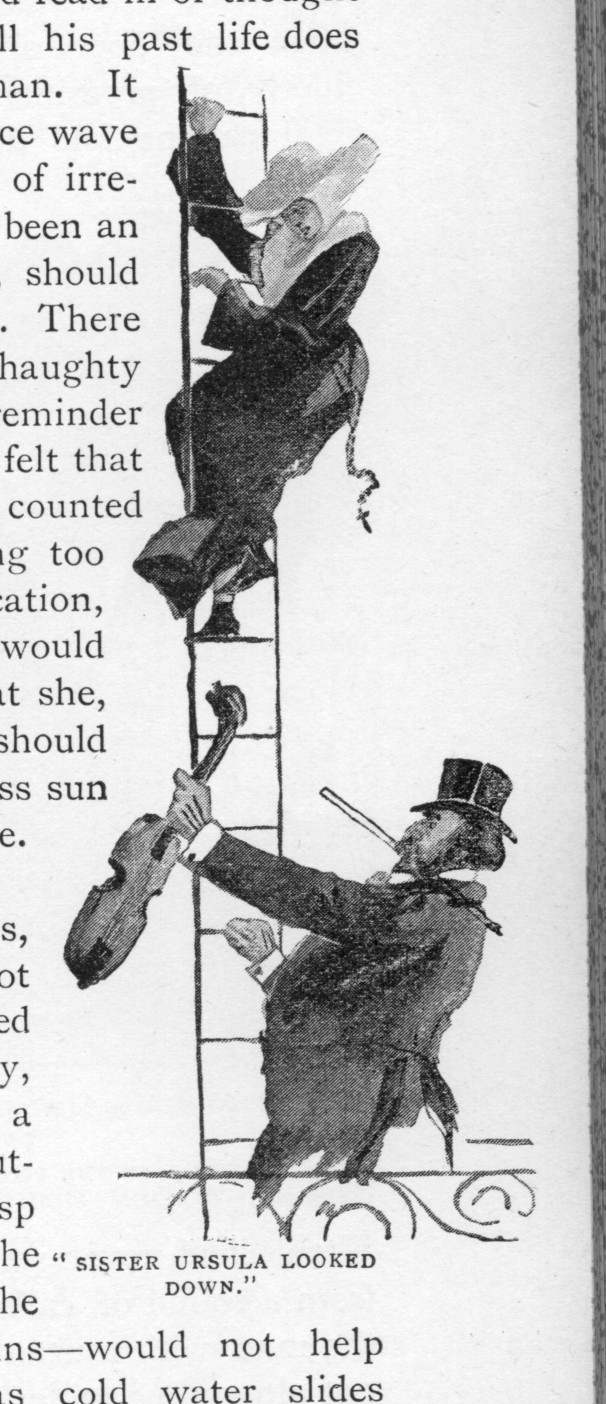 read in or thought
ll his past life does
nan. It
ce wave
of irre-
been an
should
. There
haughty
reminder
felt that
counted
ng too
cation,
would
at she,
should
ss sun
e.
s,
ot
ed
y,
a
ut-
sp
he
"SISTER URSULA LOOKED
DOWN."
he
ns—would not help
as cold water slides